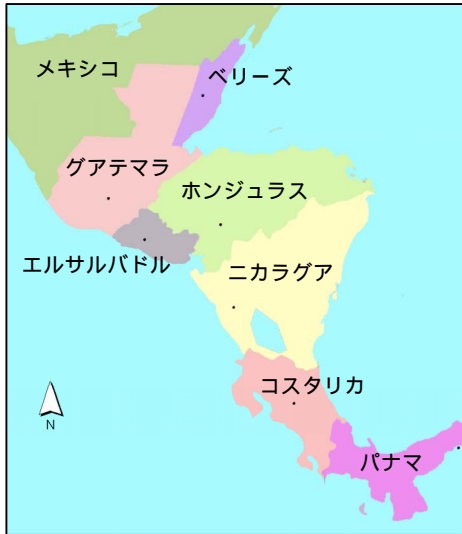 メキシコ
ベリーズ
グアテマラ
ホンジュラス
エルサルバドル
ニカラグア
コスタリカ
N
パナマ